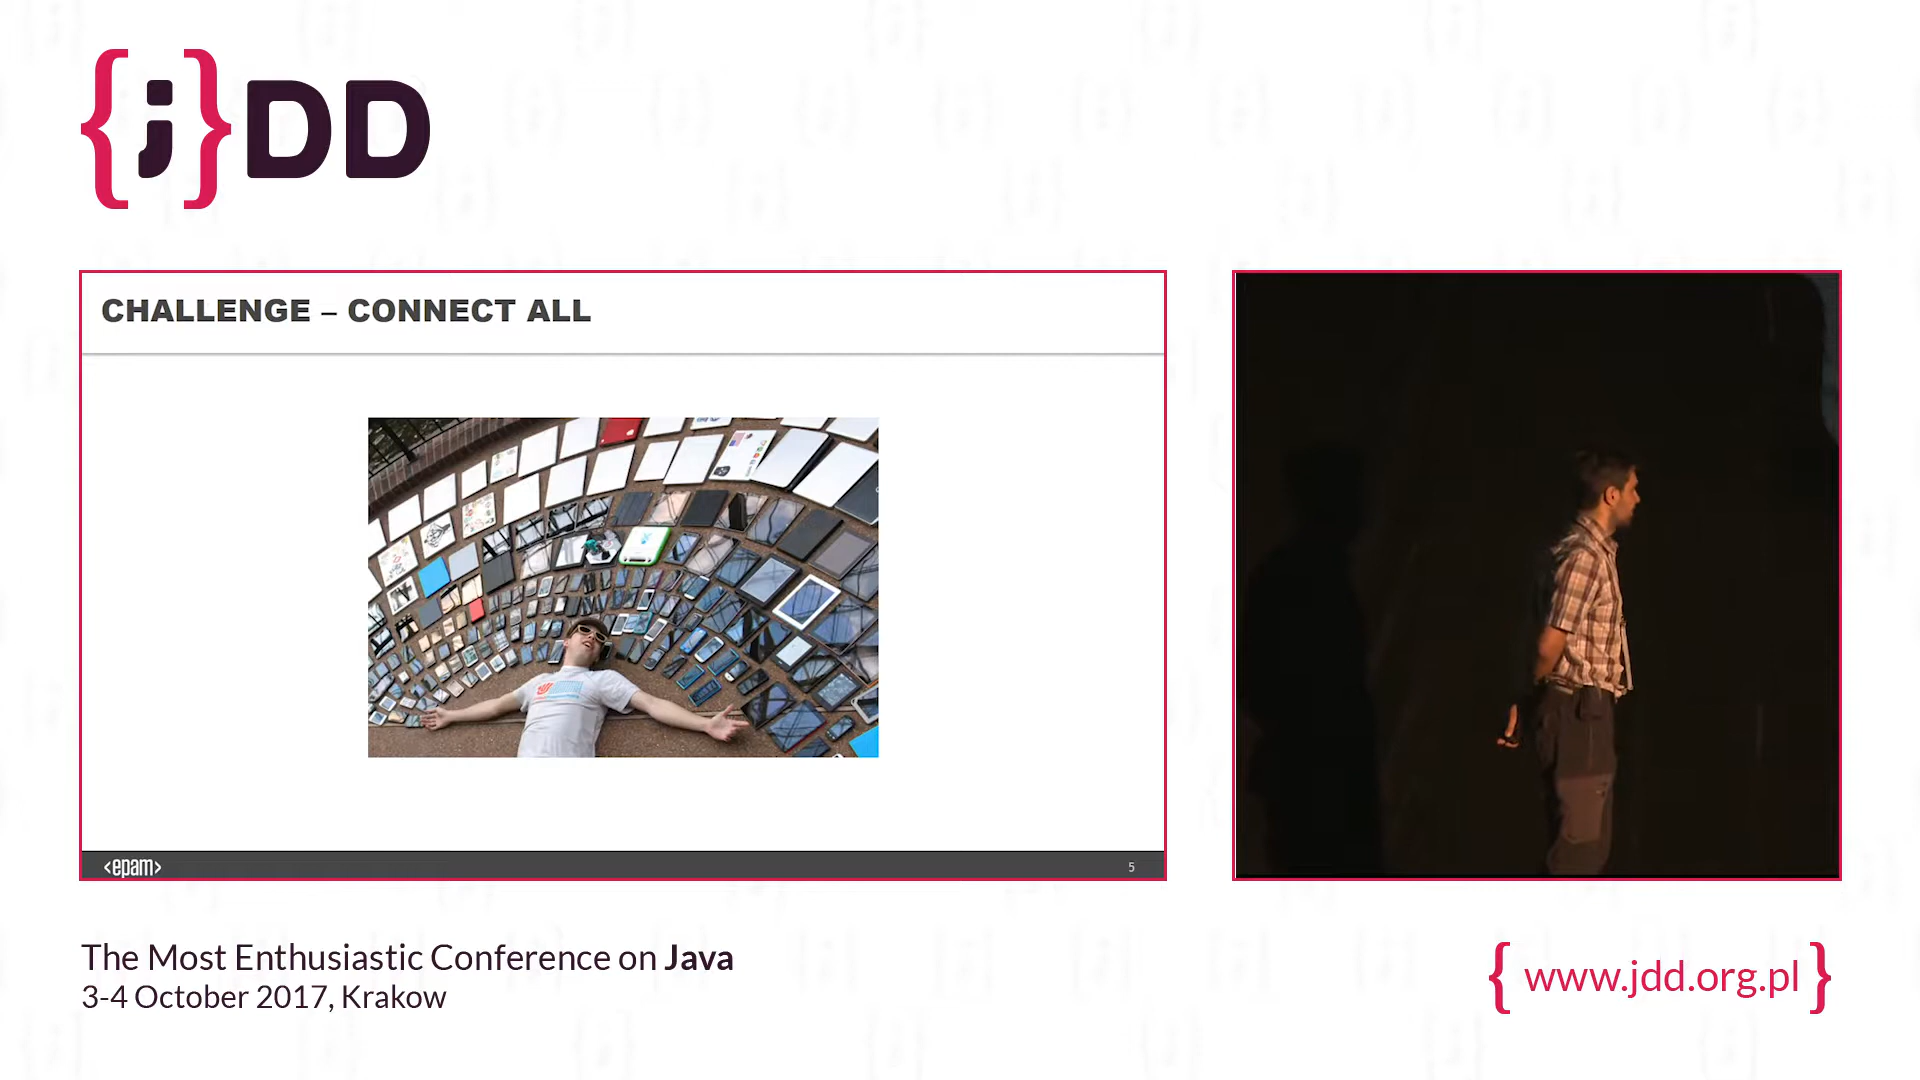 {j}DD
CHALLENGE – CONNECT ALL
<epam>
5
The Most Enthusiastic Conference on Java
3-4 October 2017, Krakow
{ www.jdd.org.pl }